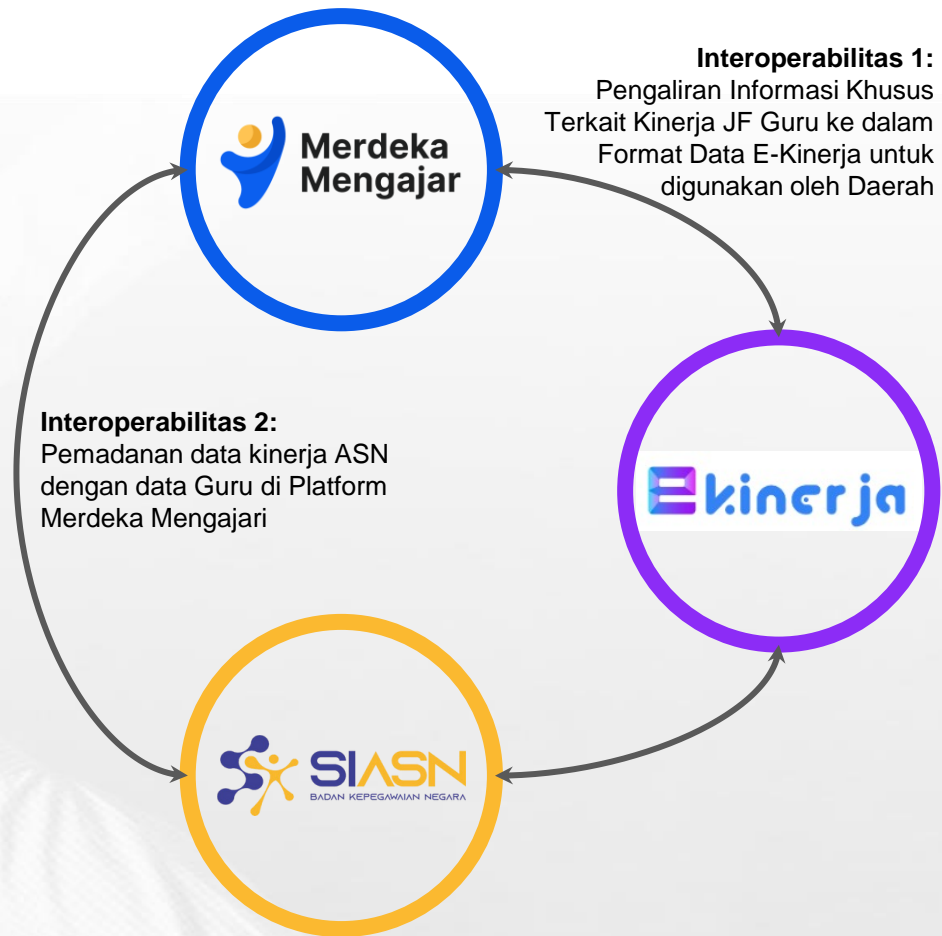 Merdeka
Mengajar
Interoperabilitas 1:
Pengaliran Informasi Khusus
Terkait Kinerja JF Guru ke dalam
Format Data E-Kinerja untuk
digunakan oleh Daerah
Interoperabilitas 2:
Pemadanan data kinerja ASN
dengan data Guru di Platform
Merdeka Mengajari
Ekinerja
SIASN
BADAN KEPEGAWAIAN NEGARA